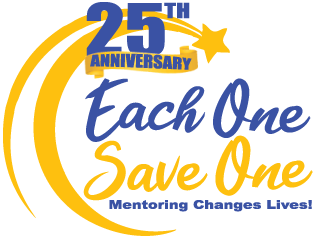 25TH
ANNIVERSARY
Each One
Save One
Mentoring Changes Lives!